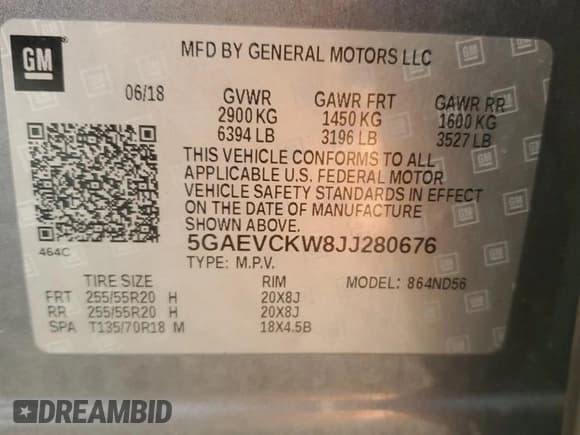 GM
MFD BY GENERAL MOTORS LLC
06/18 GVWR GAWR FRT GAWR RR
2900 KG 1450 KG 1600 KG
6394 LB 3196 LB 3527 LB
THIS VEHICLE CONFORMS TO ALL
APPLICABLE U.S. FEDERAL MOTOR
VEHICLE SAFETY STANDARDS IN EFFECT
ON THE DATE OF MANUFACTURE
SHOWN ABOVE
464C 5GAEVCKW8JJ280676
TYPE: M.P.V.
TIRE SIZE RIM MODEL: 864ND56
FRT 255/55R20 H 20X8J
RR 255/55R20 H 20X8J
SPA T135/70R18 M 18X4.5B
DREAMBID